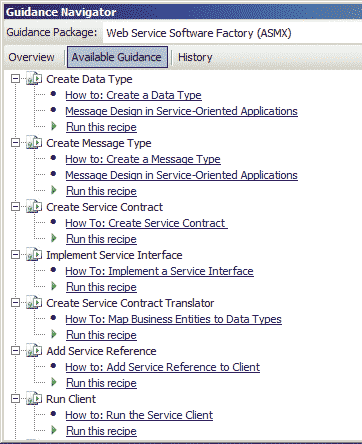 Guidance Navigator
Guidance Package: Web Service Software Factory (ASMX)
Overview Available Guidance History
Create Data Type
How to: Create a Data Type
Message Design in Service-Oriented Applications
Run this recipe
Create Message Type
How to: Create a Message Type
Message Design in Service-Oriented Applications
Run this recipe
Create Service Contract
How To: Create Service Contract
Run this recipe
Implement Service Interface
How To: Implement a Service Interface
Run this recipe
Create Service Contract Translator
How To: Map Business Entities to Data Types
Run this recipe
Add Service Reference
How to: Add Service Reference to Client
Run this recipe
Run Client
How to: Run the Service Client
Run this recipe